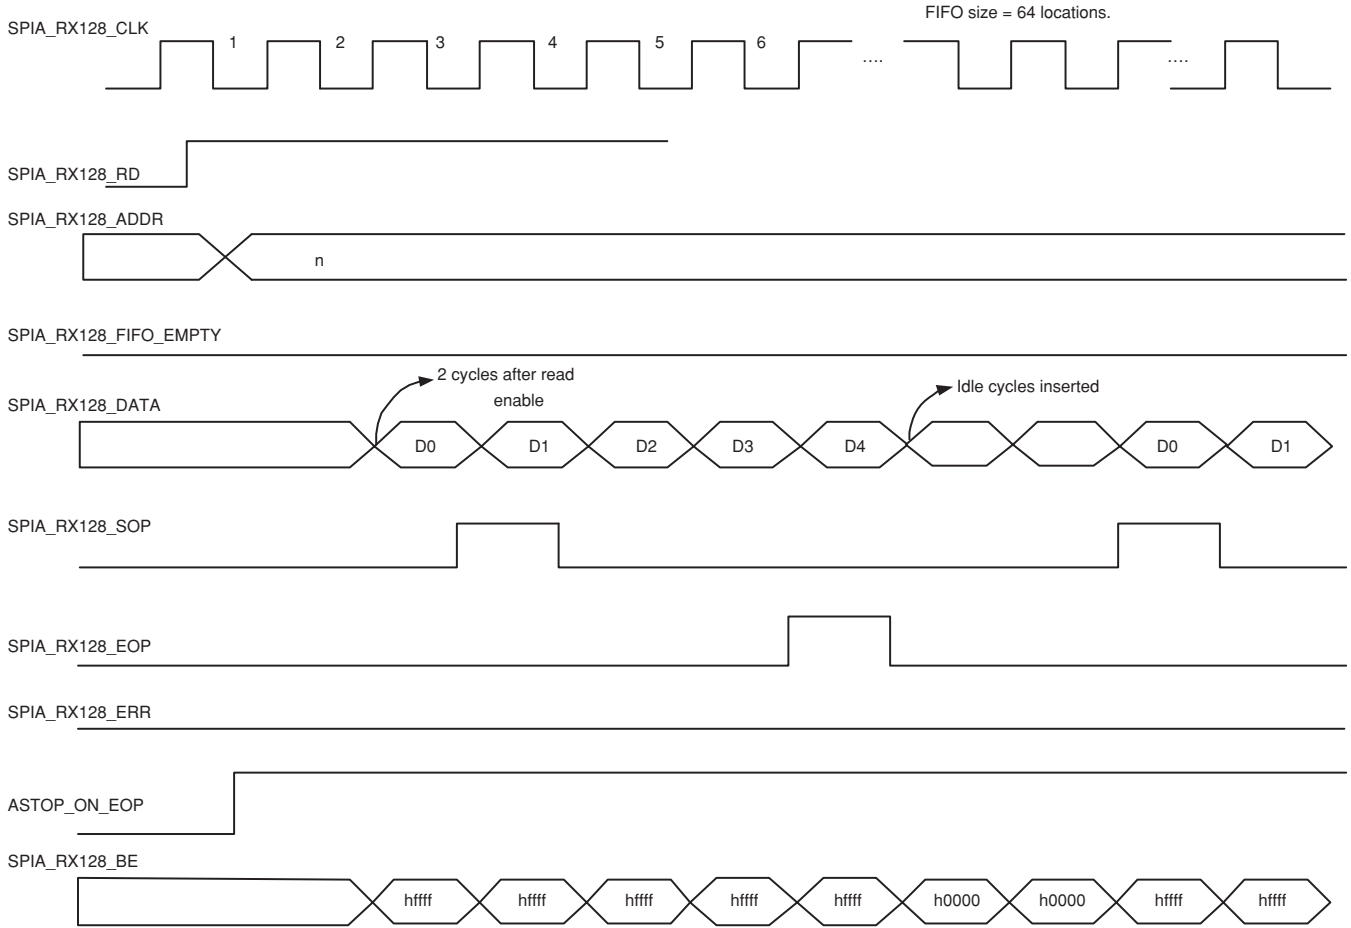 FIFO size = 64 locations.
SPIA_RX128_CLK
1 2 3 4 5 6 .... ....
SPIA_RX128_RD
SPIA_RX128_ADDR
n
SPIA_RX128_FIFO_EMPTY
2 cycles after read
enable
Idle cycles inserted
SPIA_RX128_DATA
D0 D1 D2 D3 D4 D0 D1
SPIA_RX128_SOP
SPIA_RX128_EOP
SPIA_RX128_ERR
ASTOP_ON_EOP
SPIA_RX128_BE
hffff hffff hffff hffff hffff h0000 h0000 hffff hffff